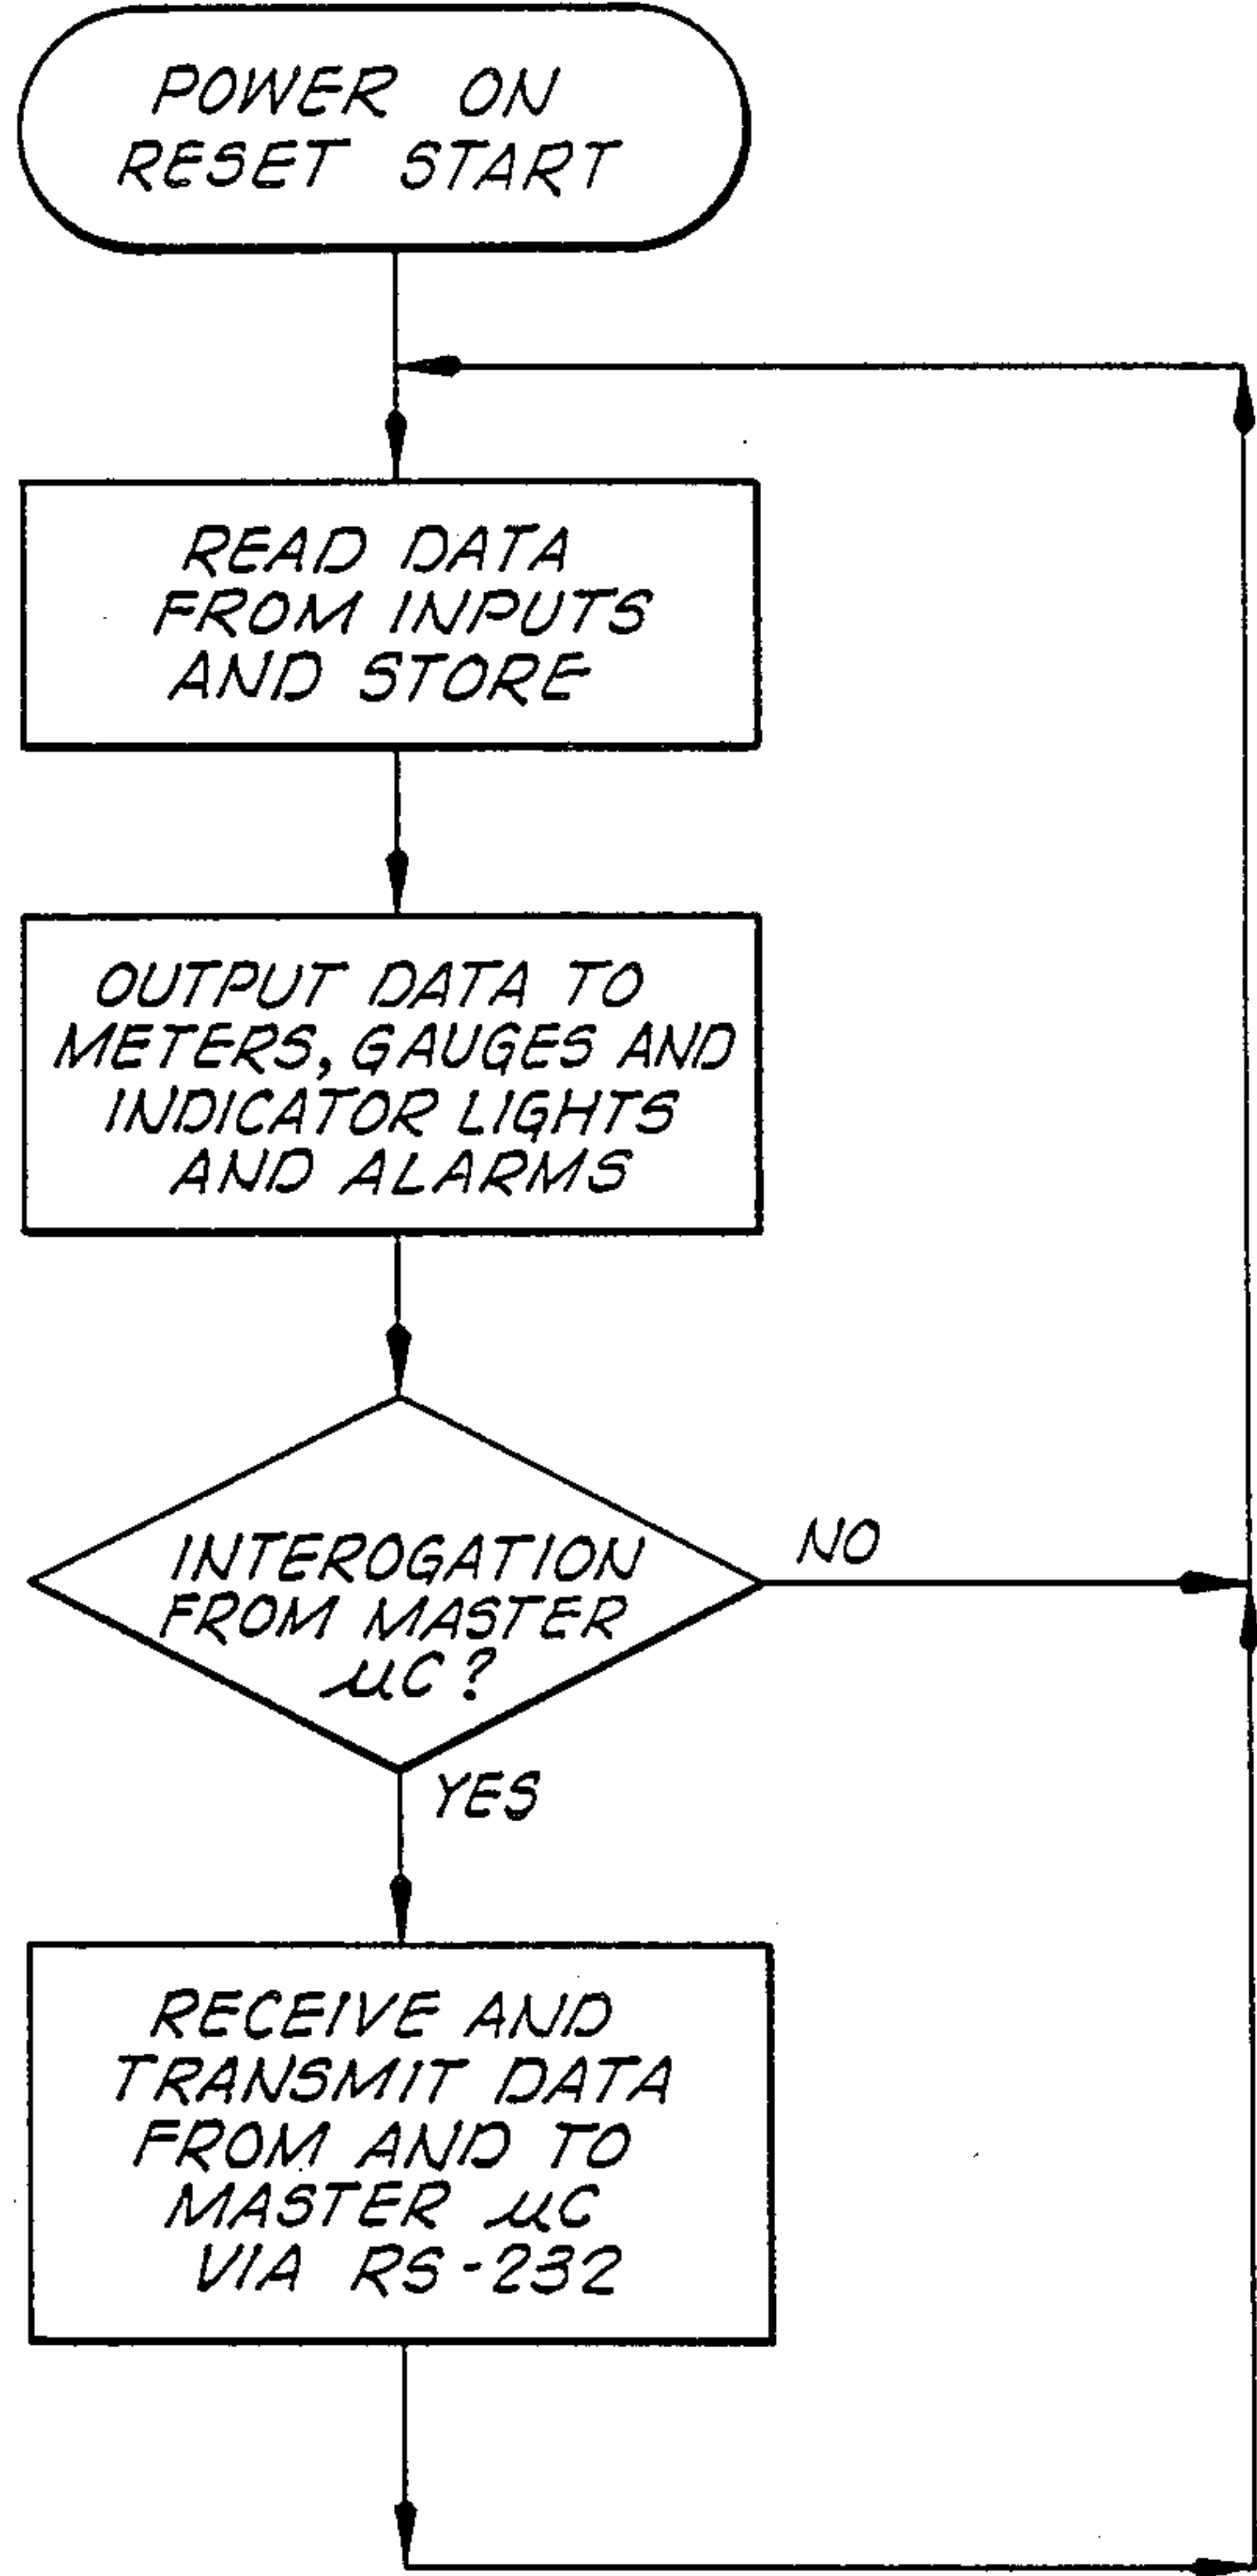 POWER ON
RESET START
READ DATA
FROM INPUTS
AND STORE
OUTPUT DATA TO
METERS, GAUGES AND
INDICATOR LIGHTS
AND ALARMS
INTEROGATION
FROM MASTER
μC?
NO
YES
RECEIVE AND
TRANSMIT DATA
FROM AND TO
MASTER μC
VIA RS-232